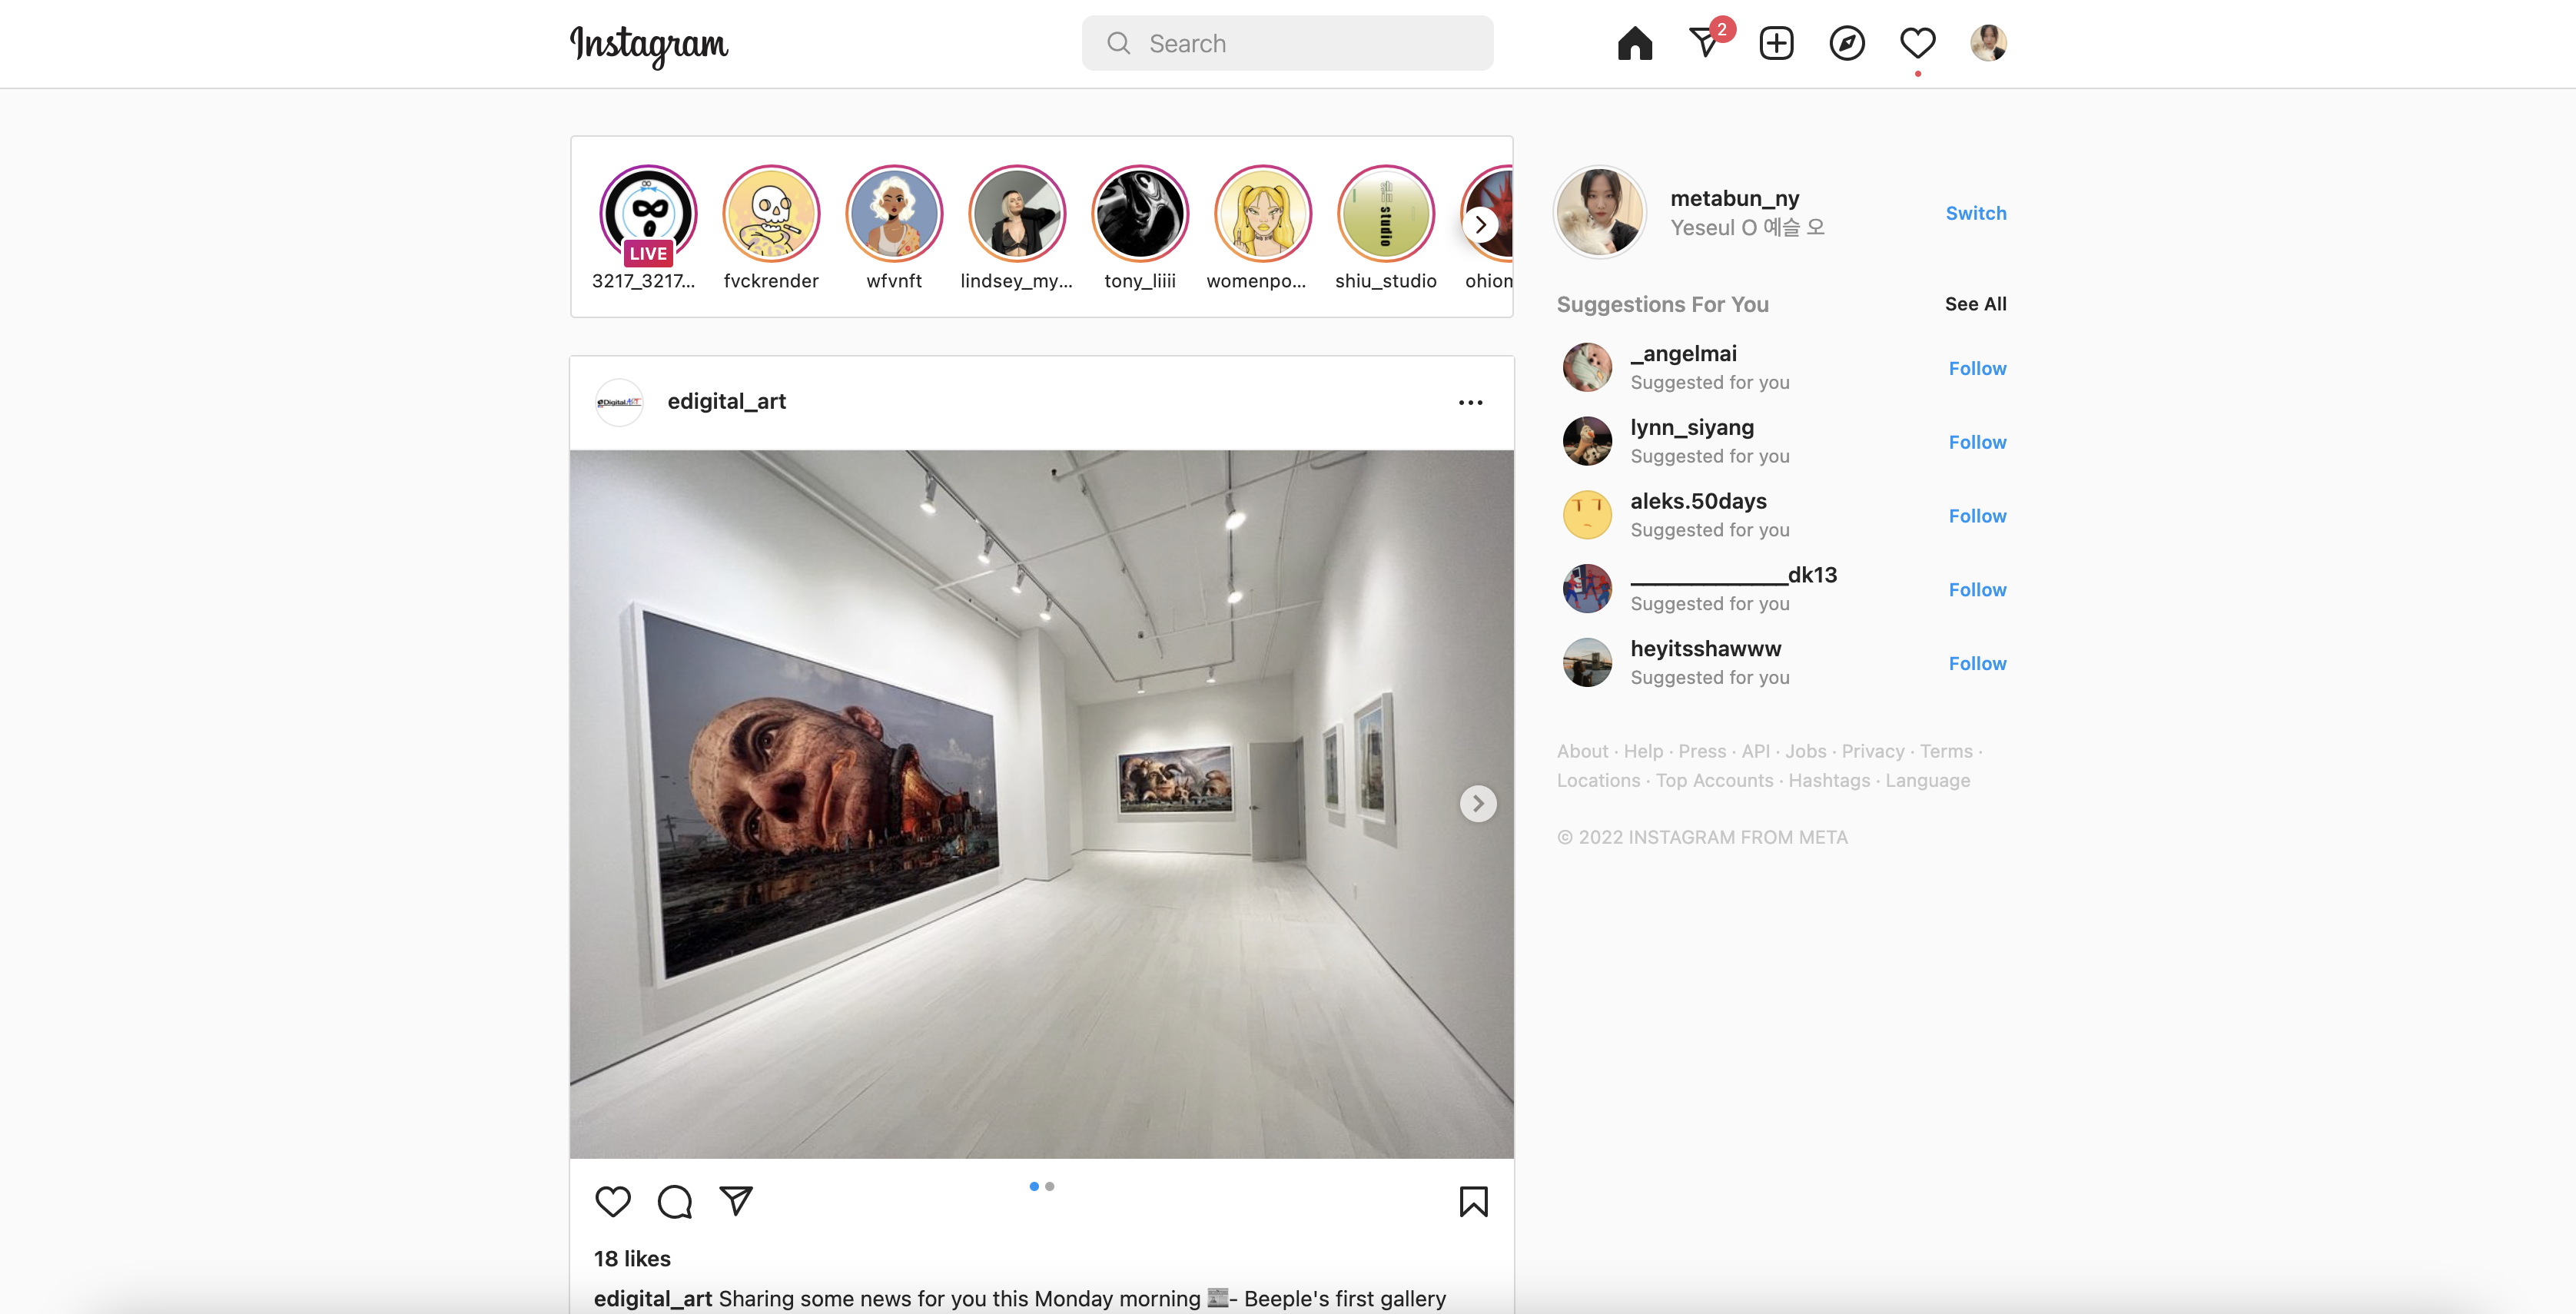 Instagram
Search
2
LIVE
3217_3217...
fvckrender
wfvnft
lindsey_my...
tony_liiii
womenpo...
studio
shiu_studio
ohion
metabun_ny
Yeseul O 예슬 오
Switch
Suggestions For You
See All
_angelmai
Suggested for you
Follow
lynn_siyang
Suggested for you
Follow
aleks.50days
Suggested for you
Follow
_____________dk13
Suggested for you
Follow
heyitsshawww
Suggested for you
Follow
About · Help · Press · API · Jobs · Privacy · Terms ·
Locations · Top Accounts · Hashtags · Language
© 2022 INSTAGRAM FROM META
eDigitalART
edigital_art
18 likes
edigital_art Sharing some news for you this Monday morning 📰- Beeple's first gallery